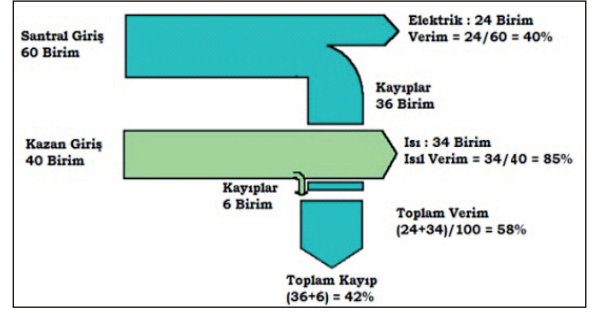 Santral Giriş
60 Birim
Elektrik : 24 Birim
Verim = 24/60 = 40%
Kayıplar
36 Birim
Kazan Giriş
40 Birim
Isı : 34 Birim
Isıl Verim = 34/40 = 85%
Kayıplar
6 Birim
Toplam Verim
(24+34)/100 = 58%
Toplam Kayıp
(36+6) = 42%